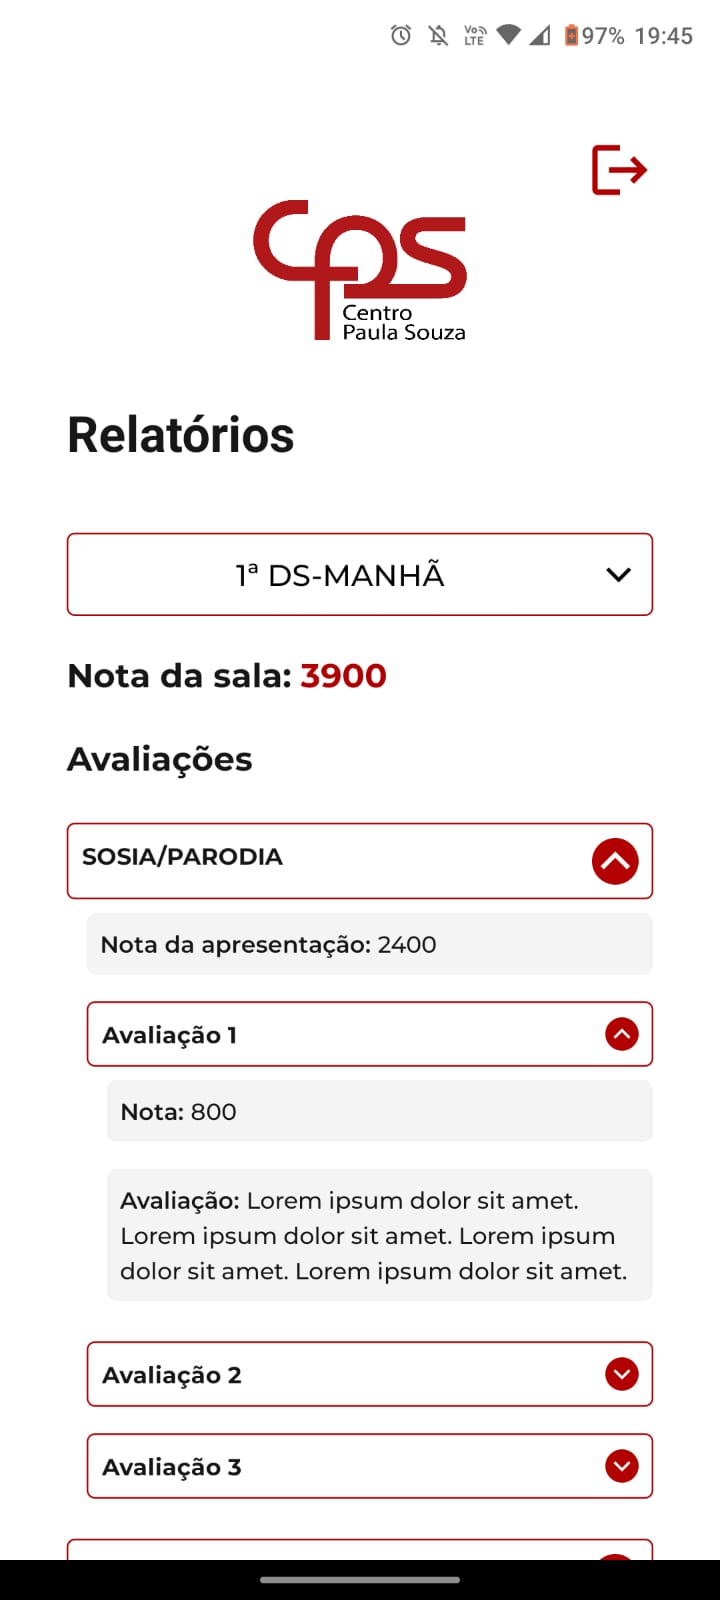 Vo))
LTE
97% 19:45
cps
Centro
Paula Souza
Relatórios
1ª DS-MANHÃ
Nota da sala: 3900
Avaliações
SOSIA/PARODIA
Nota da apresentação: 2400
Avaliação 1
Nota: 800
Avaliação: Lorem ipsum dolor sit amet.
Lorem ipsum dolor sit amet. Lorem ipsum
dolor sit amet. Lorem ipsum dolor sit amet.
Avaliação 2
Avaliação 3